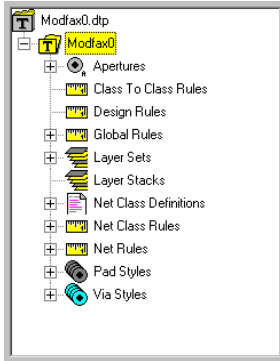 Modfax0.dtp
Modfax0
Apertures
Class To Class Rules
Design Rules
Global Rules
Layer Sets
Layer Stacks
Net Class Definitions
Net Class Rules
Net Rules
Pad Styles
Via Styles